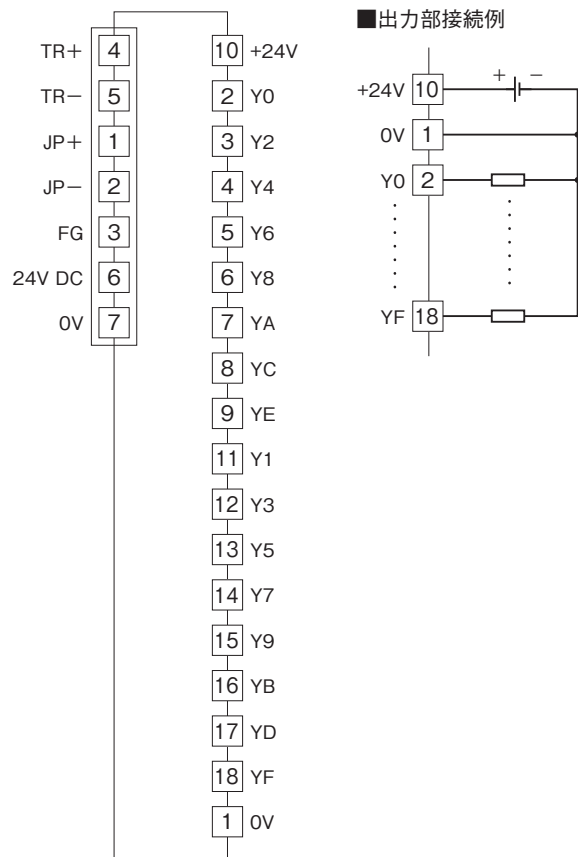 TR+ 4
TR− 5
JP+ 1
JP− 2
FG 3
24V DC 6
0V 7
10 +24V
2 Y0
3 Y2
4 Y4
5 Y6
6 Y8
7 YA
8 YC
9 YE
11 Y1
12 Y3
13 Y5
14 Y7
15 Y9
16 YB
17 YD
18 YF
1 0V
■出力部接続例
+24V 10 + −
0V 1
Y0 2
YF 18